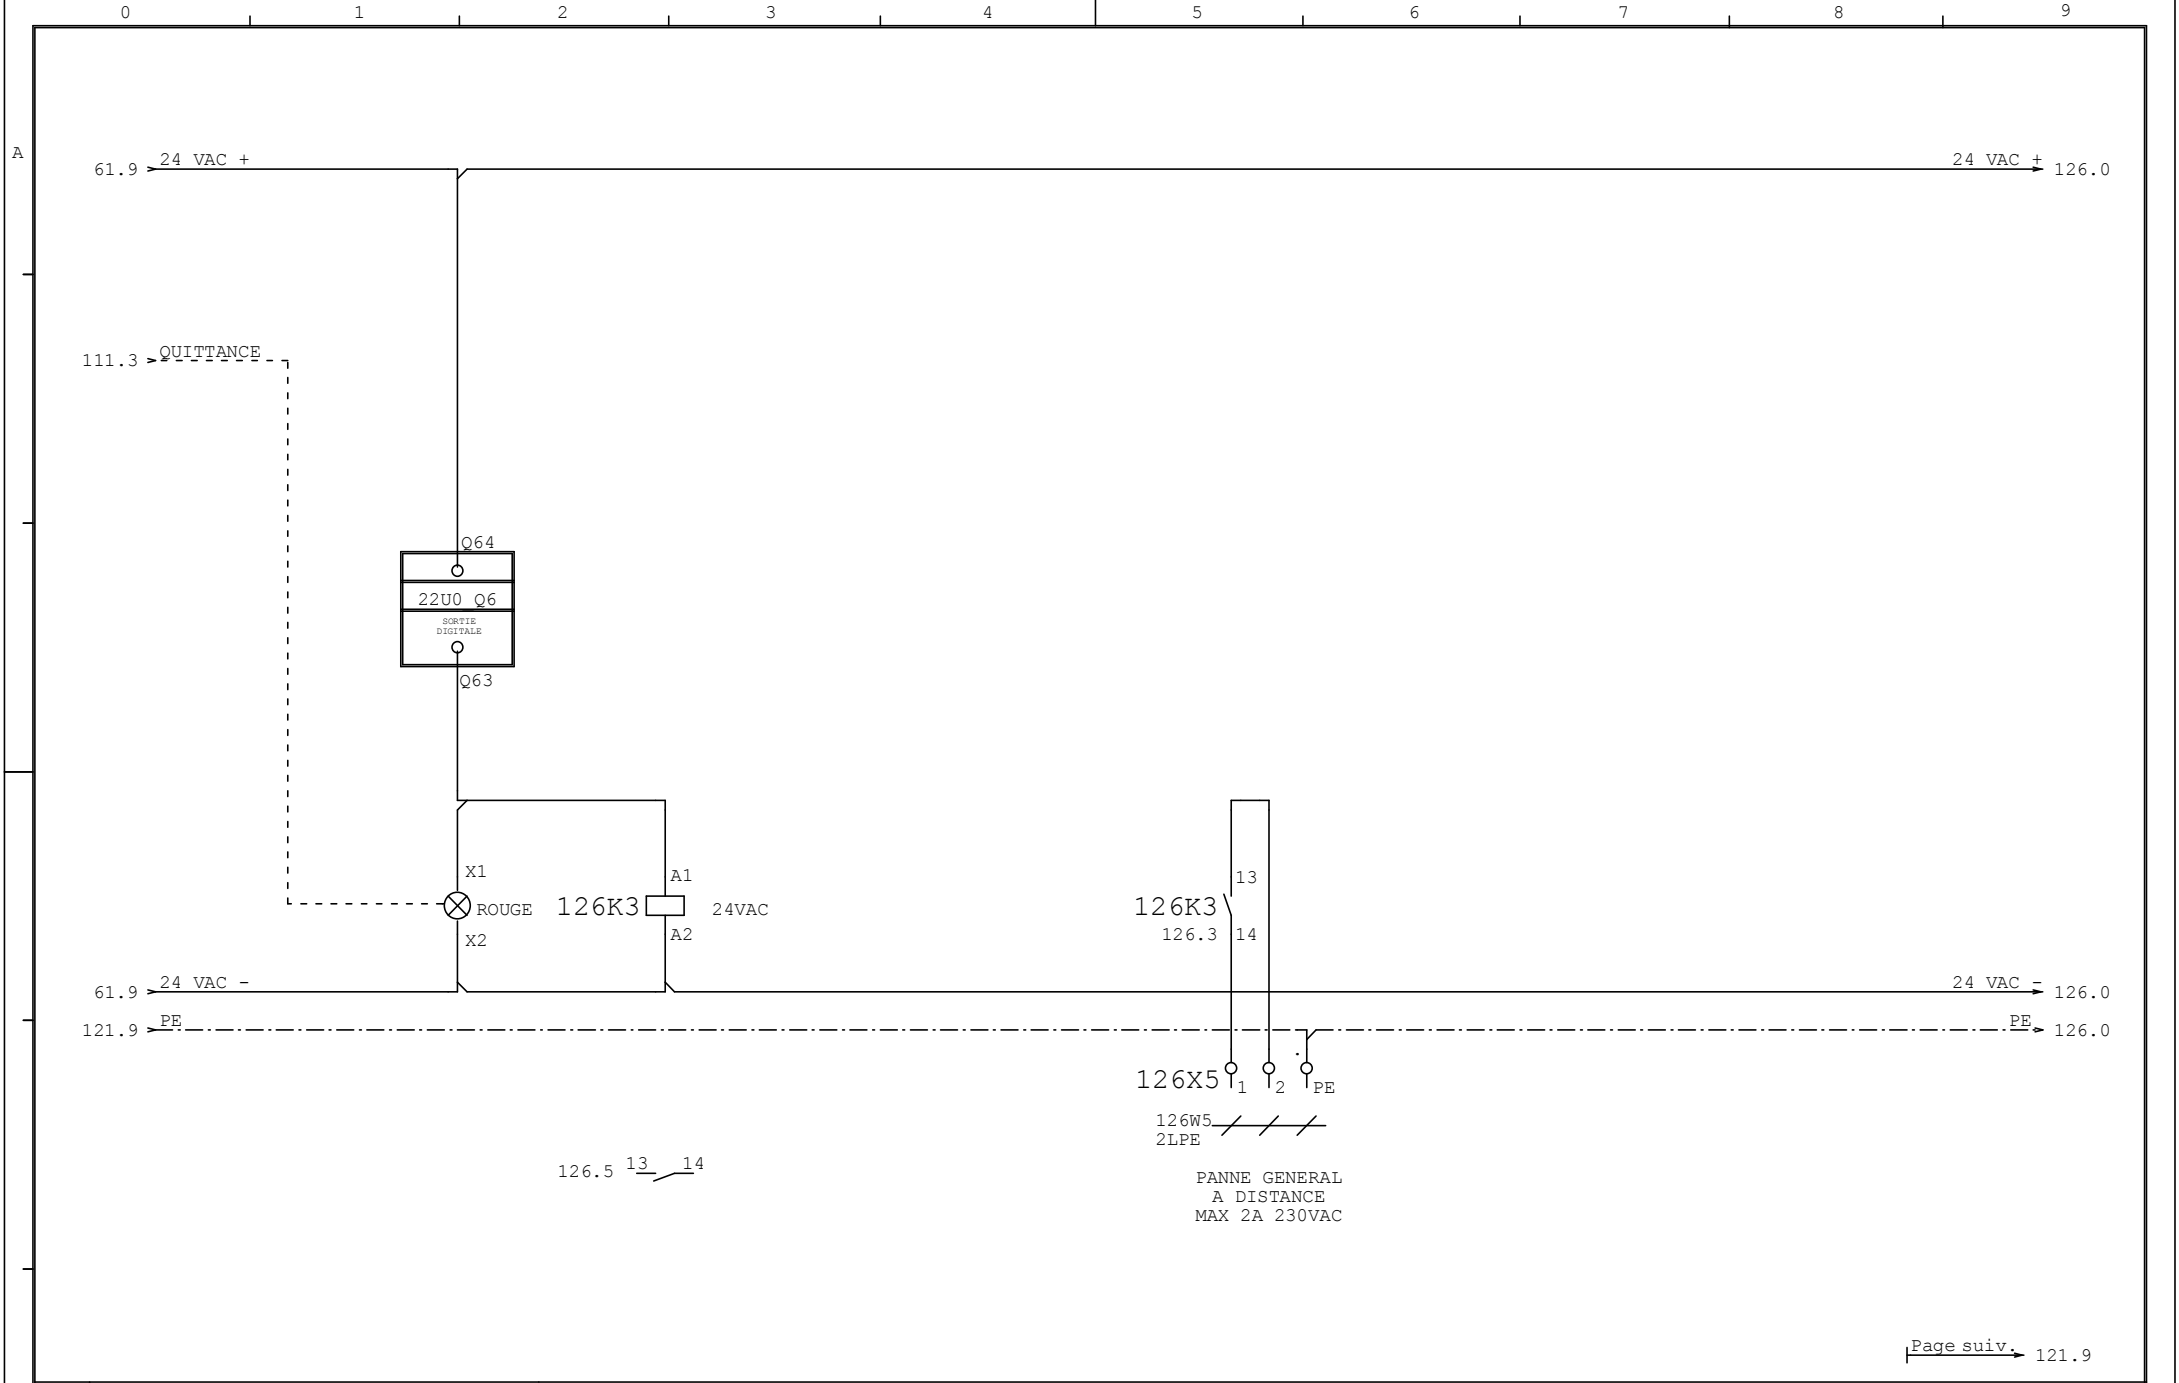 0 1 2 3 4 5 6 7 8 9
A
61.9 24 VAC + 24 VAC + 126.0
111.3 QUITTANCE
Q64
22U0 Q6
SORTIE
DIGITALE
Q63
X1 A1 13
ROUGE 126K3 24VAC 126K3
X2 A2 126.3 14
61.9 24 VAC - 24 VAC - 126.0
121.9 PE PE 126.0
126X5 1 2 PE
126W5
2LPE
126.5 13 14
PANNE GENERAL
A DISTANCE
MAX 2A 230VAC
Page suiv. 121.9